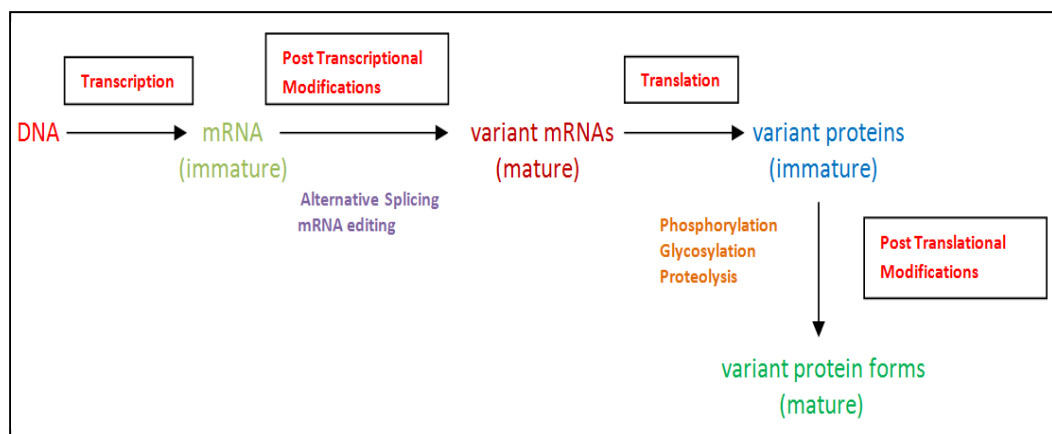 Post Transcriptional
Modifications
Transcription
Translation
DNA
mRNA
(immature)
variant mRNAs
(mature)
variant proteins
(immature)
Alternative Splicing
mRNA editing
Phosphorylation
Glycosylation
Proteolysis
Post Translational
Modifications
variant protein forms
(mature)